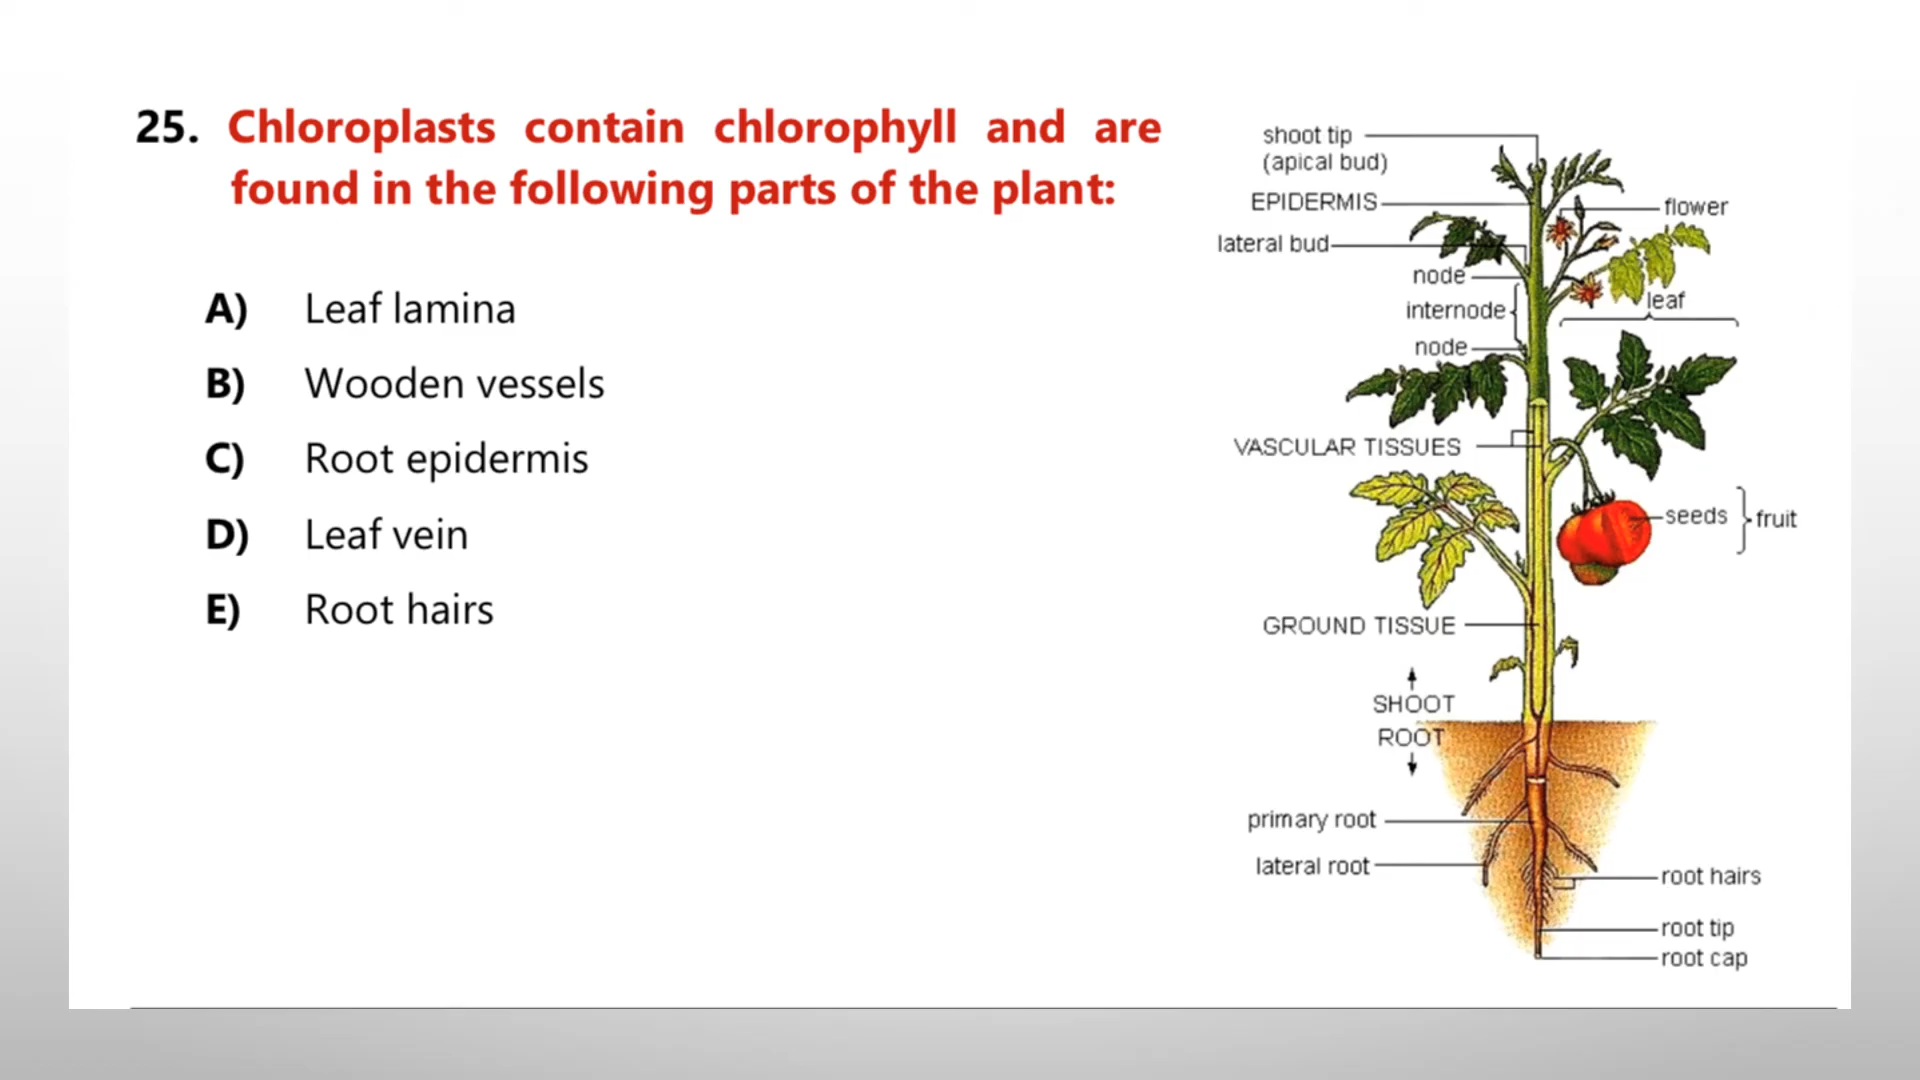 25. Chloroplasts contain chlorophyll and are
found in the following parts of the plant:
A) Leaf lamina
B) Wooden vessels
C) Root epidermis
D) Leaf vein
E) Root hairs
shoot tip
(apical bud)
EPIDERMIS
flower
lateral bud
node
leaf
internode
node
VASCULAR TISSUES
seeds
fruit
GROUND TISSUE
SHOOT
ROOT
primary root
lateral root
root hairs
root tip
root cap